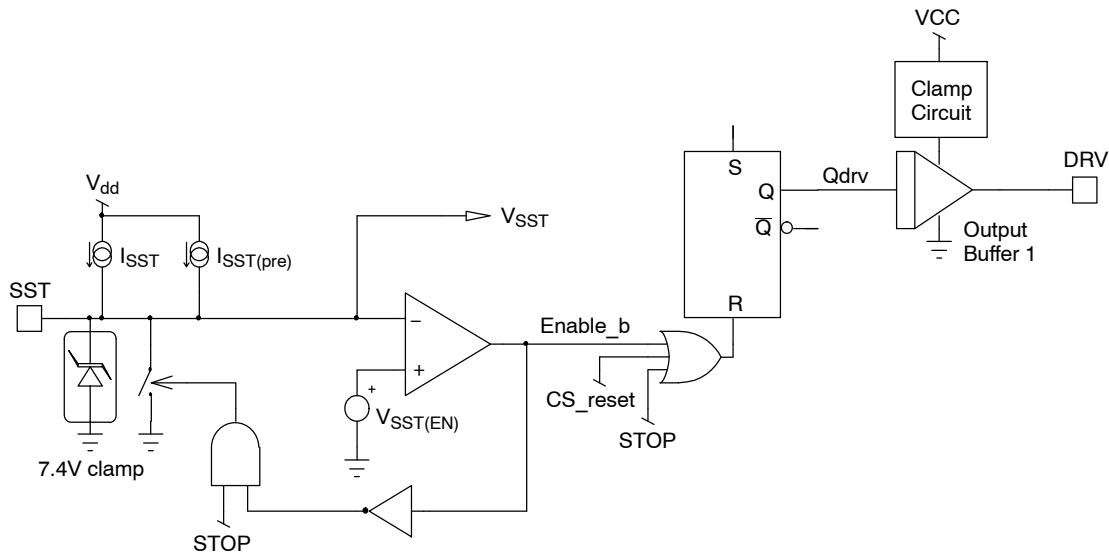 VCC
Clamp
Circuit
DRV
S
Q
Qdrv
Q̅
Output
Buffer 1
R
Vdd
ISST
ISST(pre)
VSST
SST
−
+
+
VSST(EN)
Enable_b
CS_reset
STOP
7.4V clamp
STOP